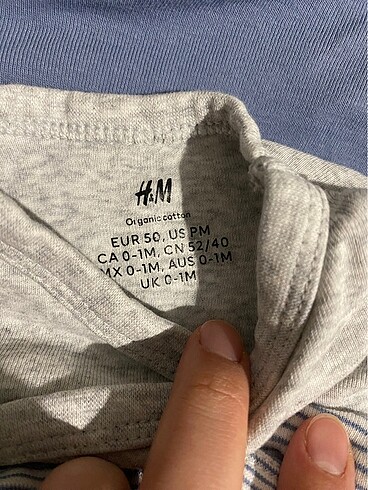 H&M
Organic cotton
EUR 50, US PM
CA 0-1M, CN 52/40
MX 0-1M, AUS 0-1M
UK 0-1M